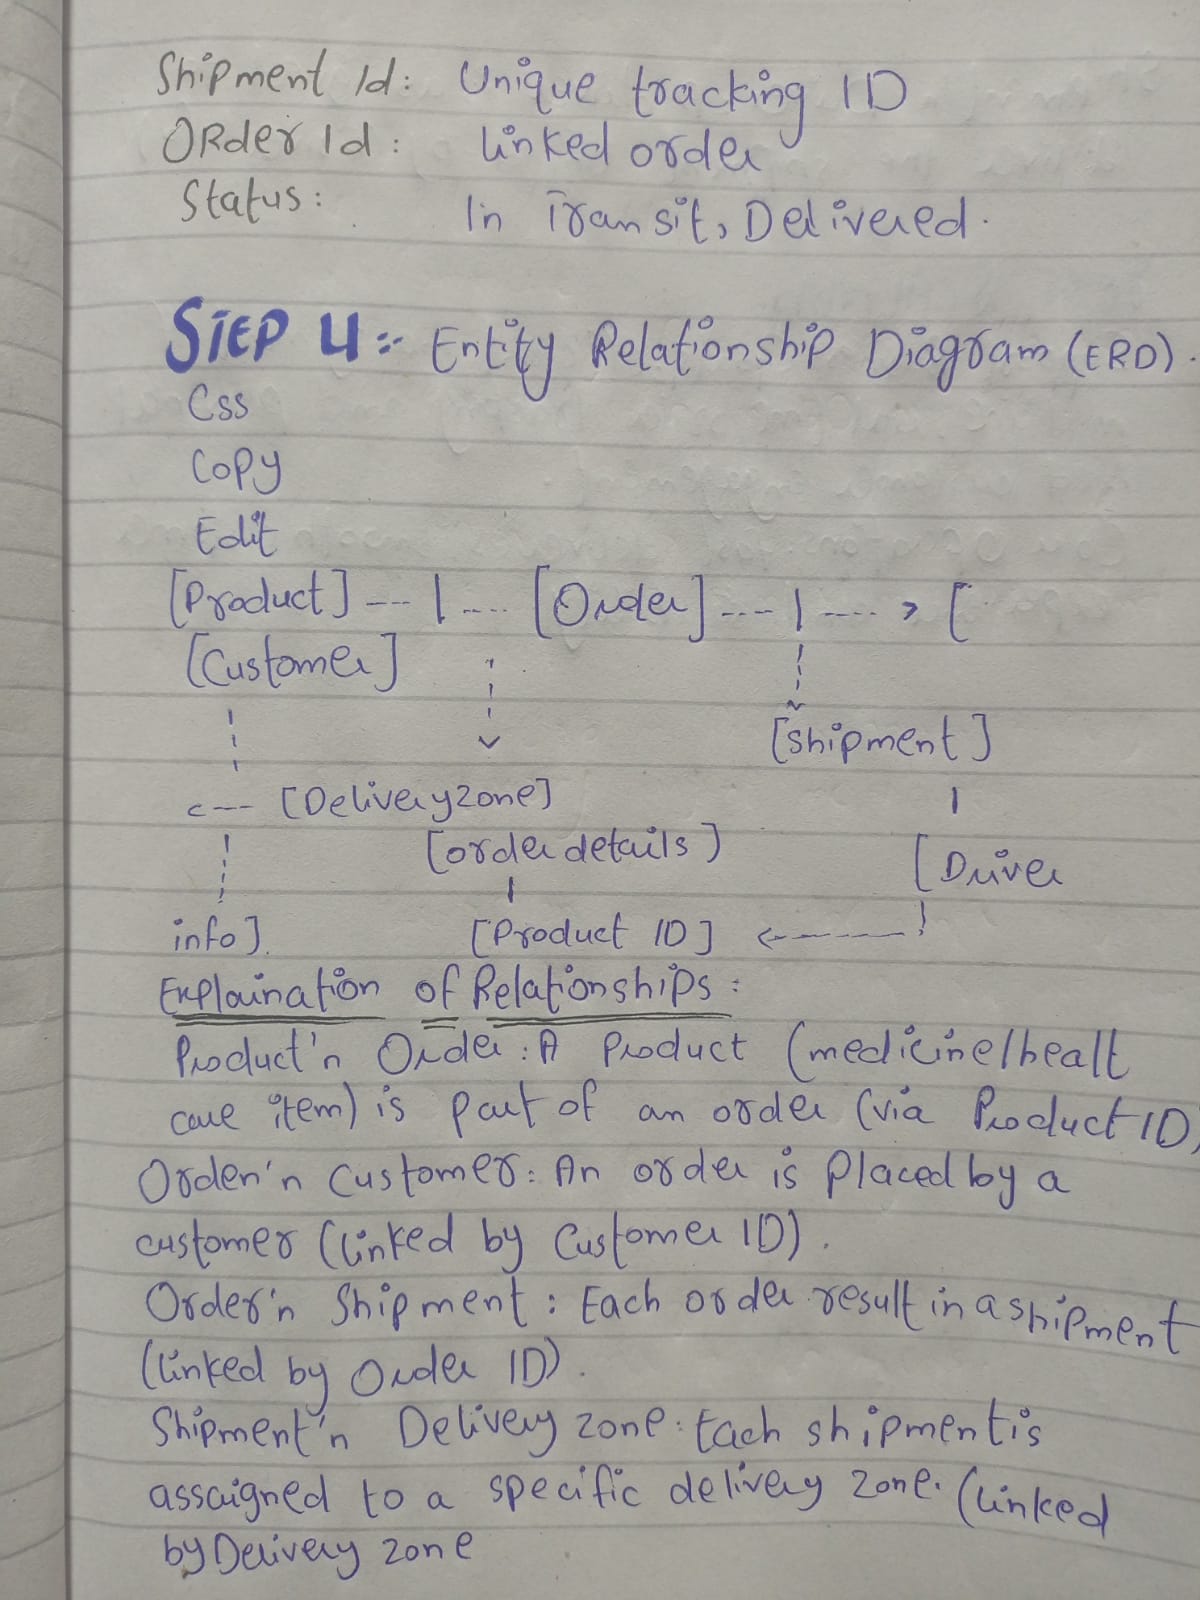 Shipment Id: Unique tracking ID
ORder Id: linked order
Status: In Transit, Delivered.
STEP 4:- Entity Relationship Diagram (ERD).
Css
Copy
Edit
[Product] --- | .... [Order] .... | .... > [
[Customer]
[shipment]
<--- [Delivery zone]
[order details]
[Driver
info].
[Product ID] <------
Explaination of Relationships:
Product'n Order: A Product (medicine/healt
care item) is part of an order (via Product ID,
Order'n Customer: An order is Placed by a
customer (linked by Customer ID).
Order'n Shipment: Each order result in a shipment
(linked by Order ID).
Shipment'n Delivery zone: Each shipment is
assaigned to a specific delivery zone. (linked
by Delivery zone